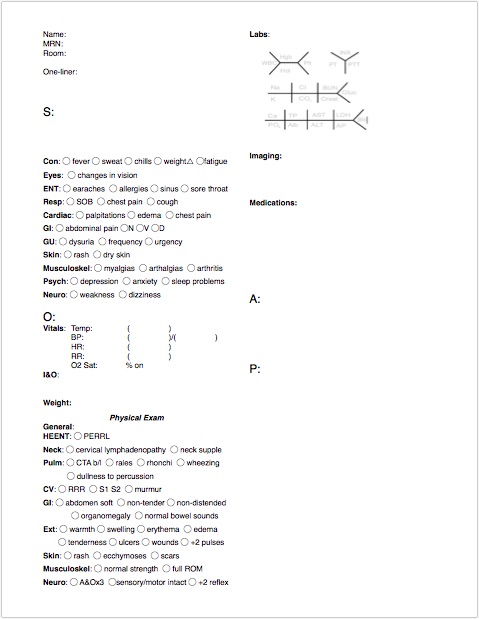 Name:
MRN:
Room:
One-liner:
S:
Con: fever sweat chills weight△ fatigue
Eyes: changes in vision
ENT: earaches allergies sinus sore throat
Resp: SOB chest pain cough
Cardiac: palpitations edema chest pain
GI: abdominal pain N V D
GU: dysuria frequency urgency
Skin: rash dry skin
Musculoskel: myalgias arthalgias arthritis
Psych: depression anxiety sleep problems
Neuro: weakness dizziness
O:
Vitals: Temp: ( )
BP: ( )/( )
HR: ( )
RR: ( )
O2 Sat: % on
I&O:
Weight:
Physical Exam
General:
HEENT: PERRL
Neck: cervical lymphadenopathy neck supple
Pulm: CTA b/l rales rhonchi wheezing
dullness to percussion
CV: RRR S1 S2 murmur
GI: abdomen soft non-tender non-distended
organomegaly normal bowel sounds
Ext: warmth swelling erythema edema
tenderness ulcers wounds +2 pulses
Skin: rash ecchymoses scars
Musculoskel: normal strength full ROM
Neuro: A&Ox3 sensory/motor intact +2 reflex
Labs:
Hgb INR
WBC Plt PT PTT
Hct
Na Cl BUN
Gluc
K CO₂ Creat
Ca TP AST LDH
PO₄ Alb ALT AP
Imaging:
Medications:
A:
P: